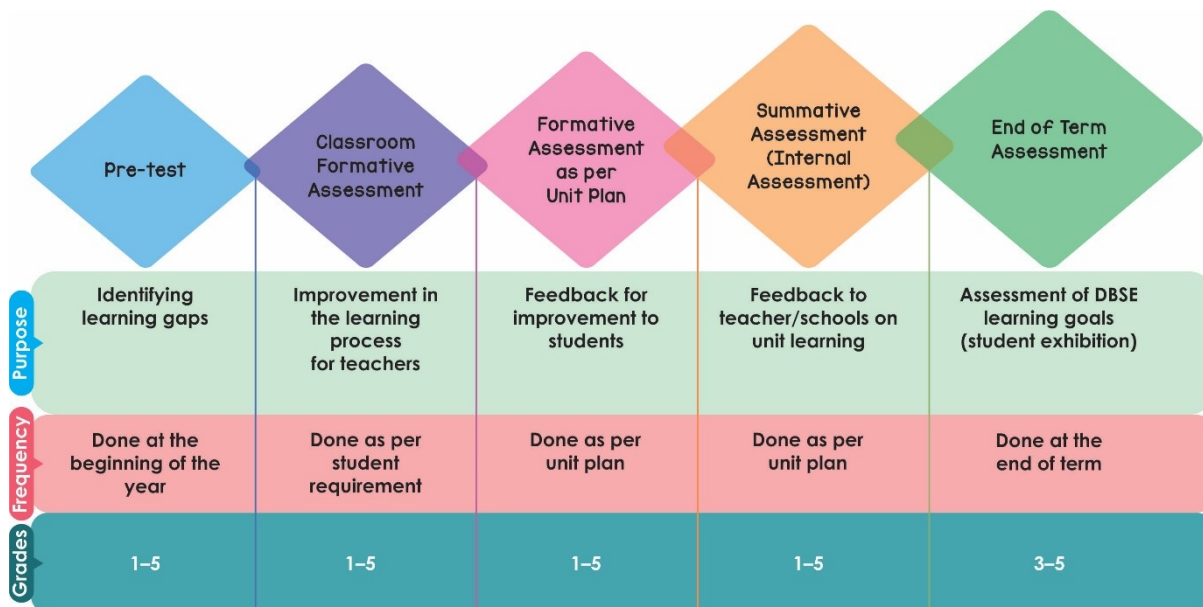 Pre-test
Classroom
Formative
Assessment
Formative
Assessment
as per
Unit Plan
Summative
Assessment
(Internal
Assessment)
End of Term
Assessment
Purpose
Identifying
learning gaps
Improvement in
the learning
process
for teachers
Feedback for
improvement to
students
Feedback to
teacher/schools on
unit learning
Assessment of DBSE
learning goals
(student exhibition)
Frequency
Done at the
beginning of the
year
Done as per
student
requirement
Done as per
unit plan
Done as per
unit plan
Done at the
end of term
Grades
1–5
1–5
1–5
1–5
3–5